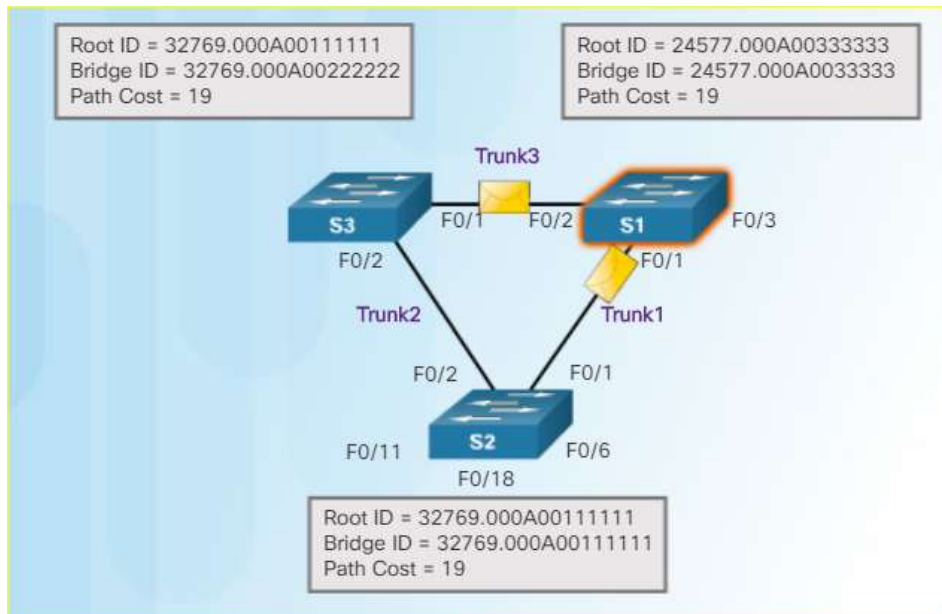 Root ID = 32769.000A00111111
Bridge ID = 32769.000A00222222
Path Cost = 19
Root ID = 24577.000A00333333
Bridge ID = 24577.000A0033333
Path Cost = 19
Trunk3
S3
F0/1
F0/2
S1
F0/3
F0/2
F0/1
Trunk2
Trunk1
F0/2
F0/1
S2
F0/11
F0/6
F0/18
Root ID = 32769.000A00111111
Bridge ID = 32769.000A00111111
Path Cost = 19